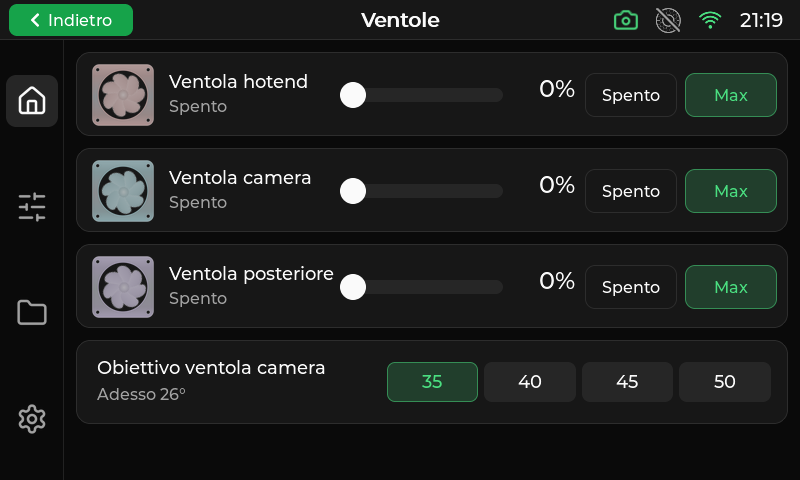 Indietro
Ventole
21:19
Ventola hotend
Spento
0%
Spento
Max
Ventola camera
Spento
0%
Spento
Max
Ventola posteriore
Spento
0%
Spento
Max
Obiettivo ventola camera
Adesso 26°
35
40
45
50